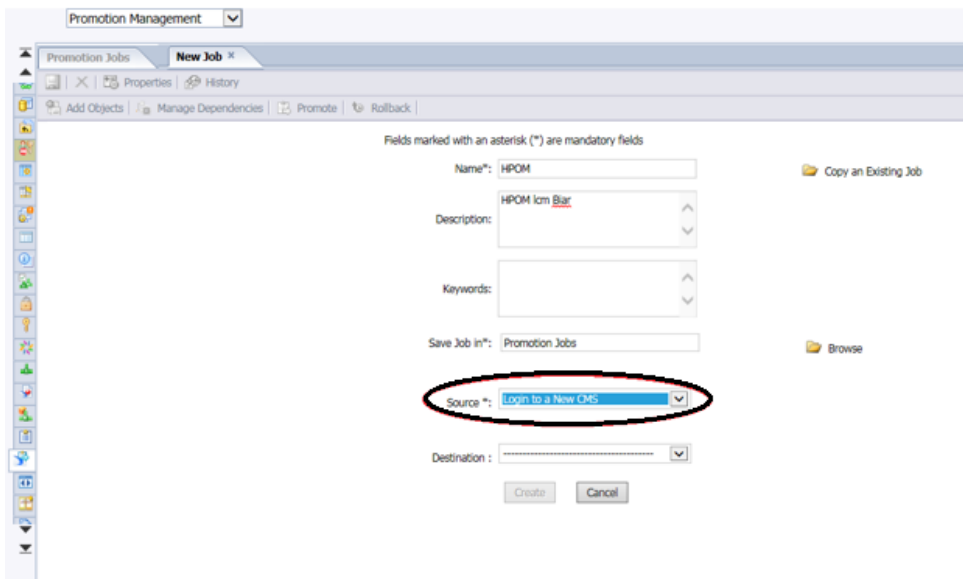 Promotion Management
Promotion Jobs New Job ×
Properties History
Add Objects Manage Dependencies Promote Rollback
Fields marked with an asterisk (*) are mandatory fields
Name*: HPOM Copy an Existing Job
Description: HPOM lcm Biar
Keywords:
Save Job in*: Promotion Jobs Browse
Source *: Login to a New CMS
Destination : --------------------------------------
Create Cancel